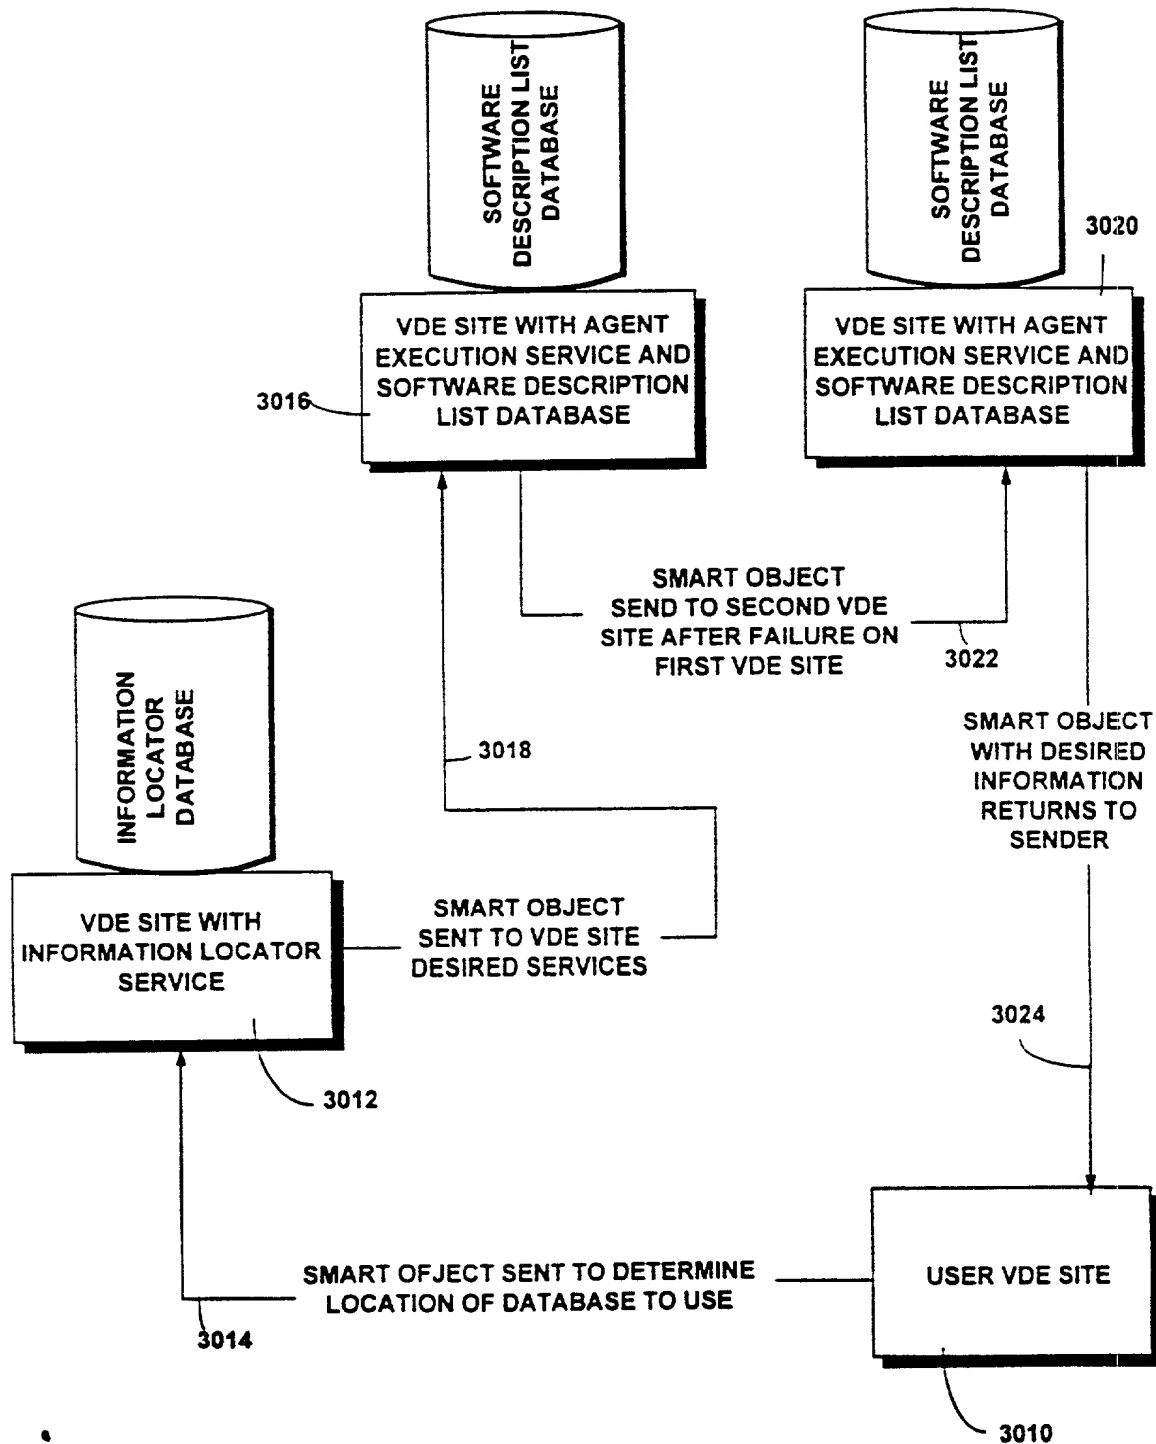 SOFTWARE
DESCRIPTION LIST
DATABASE
SOFTWARE
DESCRIPTION LIST
DATABASE
3020
VDE SITE WITH AGENT
EXECUTION SERVICE AND
SOFTWARE DESCRIPTION
LIST DATABASE
3016
VDE SITE WITH AGENT
EXECUTION SERVICE AND
SOFTWARE DESCRIPTION
LIST DATABASE
SMART OBJECT
SEND TO SECOND VDE
SITE AFTER FAILURE ON
FIRST VDE SITE
3022
INFORMATION
LOCATOR
DATABASE
3018
SMART OBJECT
WITH DESIRED
INFORMATION
RETURNS TO
SENDER
VDE SITE WITH
INFORMATION LOCATOR
SERVICE
SMART OBJECT
SENT TO VDE SITE
DESIRED SERVICES
3024
3012
SMART OFJECT SENT TO DETERMINE
LOCATION OF DATABASE TO USE
USER VDE SITE
3014
3010